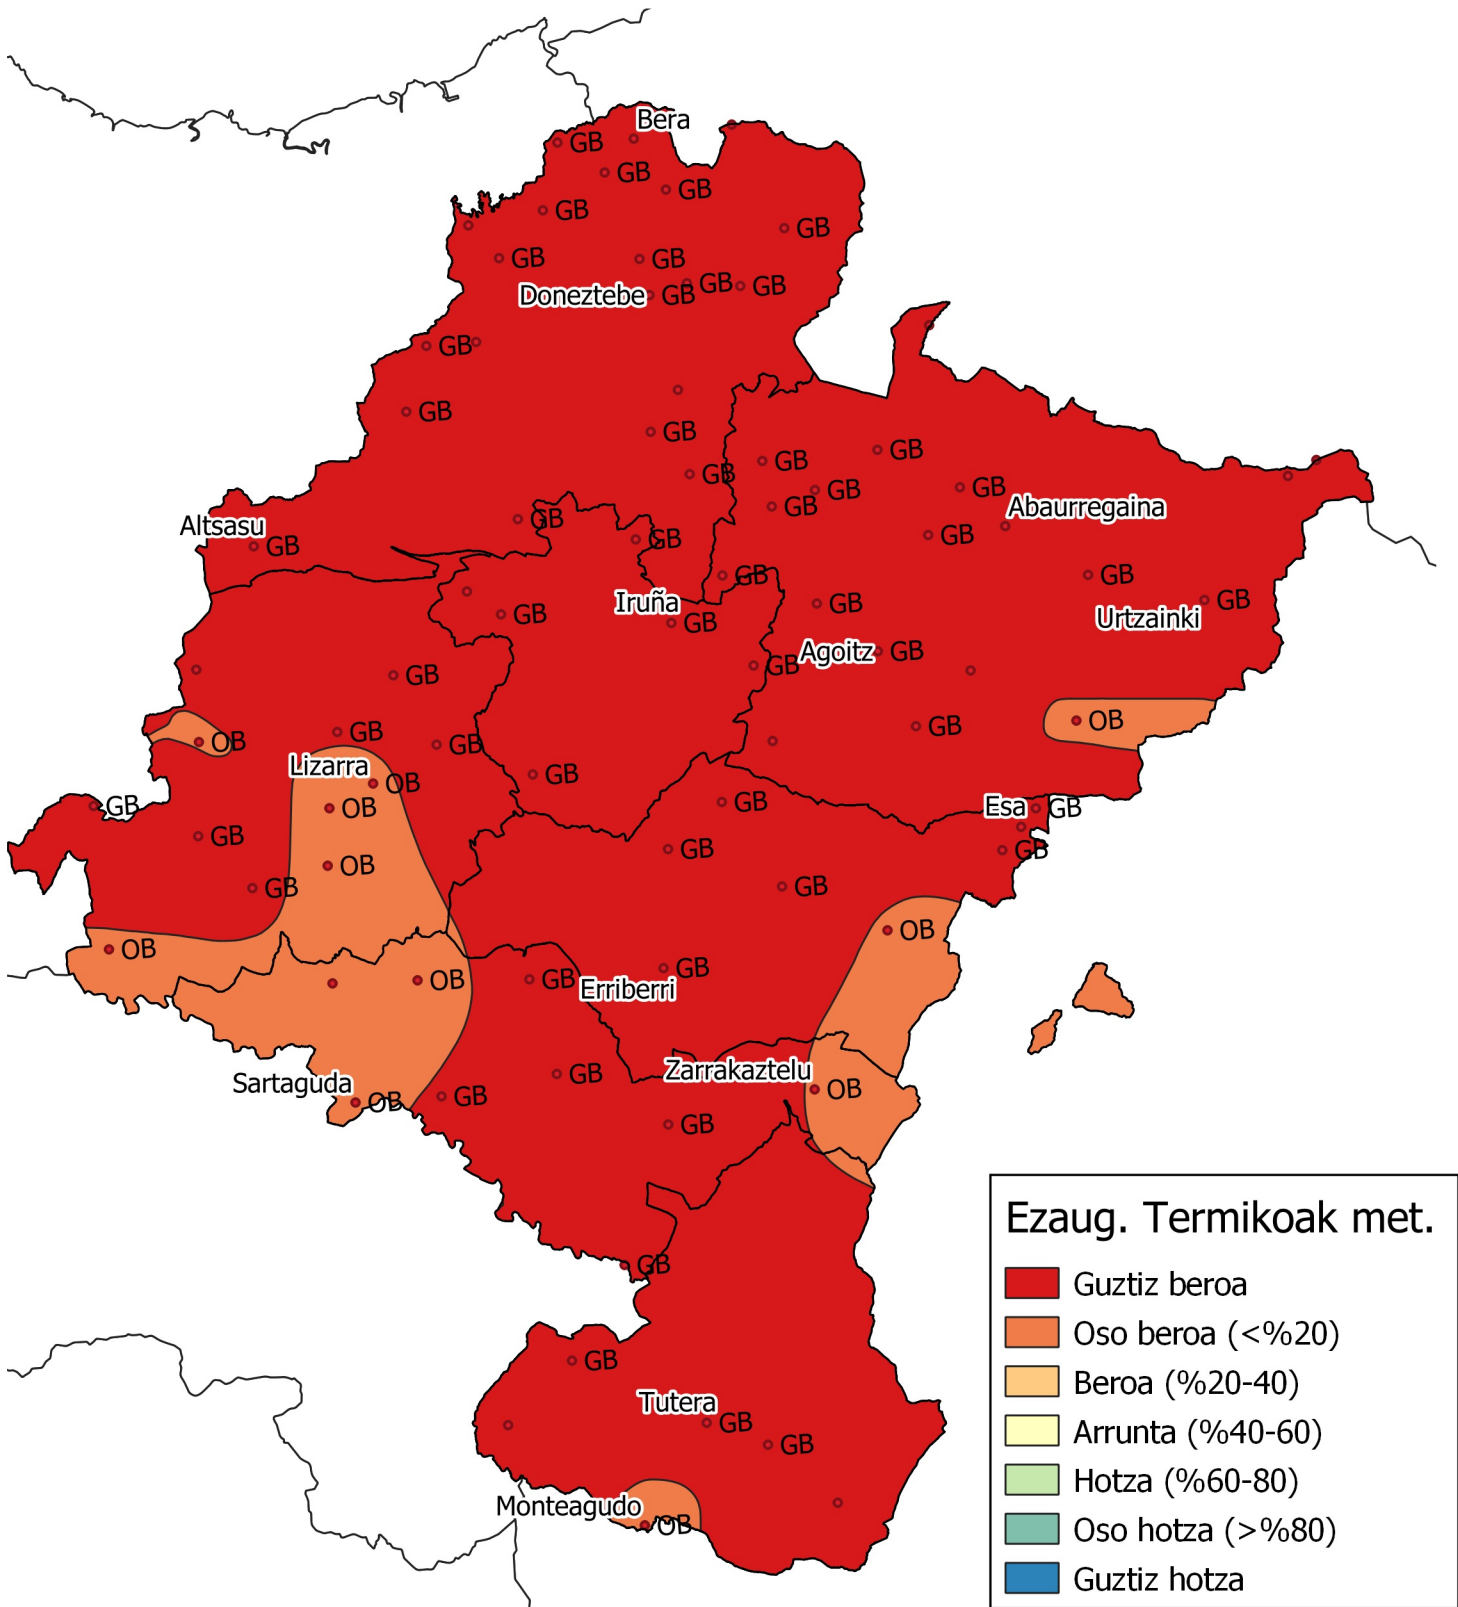 Bera
GB
GB
GB
GB
GB
GB
GB
GB
Doneztebe
GB
GB
GB
GB
GB
GB
GB
GB
GB
GB
GB
Abaurregaina
GB
Altsasu
GB
GB
GB
GB
GB
GB
Iruña
GB
GB
Urtzainki
GB
GB
Agoitz
GB
GB
GB
OB
GB
GB
OB
GB
Lizarra
GB
OB
GB
GB
OB
Esa
GB
GB
GB
GB
OB
GB
GB
OB
OB
GB
OB
GB
Erriberri
Zarrakaztelu
GB
Sartaguda
OB
GB
OB
GB
GB
GB
Tutera
GB
GB
Monteagudo
OB
Ezaug. Termikoak met.
Guztiz beroa
Oso beroa (<%20)
Beroa (%20-40)
Arrunta (%40-60)
Hotza (%60-80)
Oso hotza (>%80)
Guztiz hotza